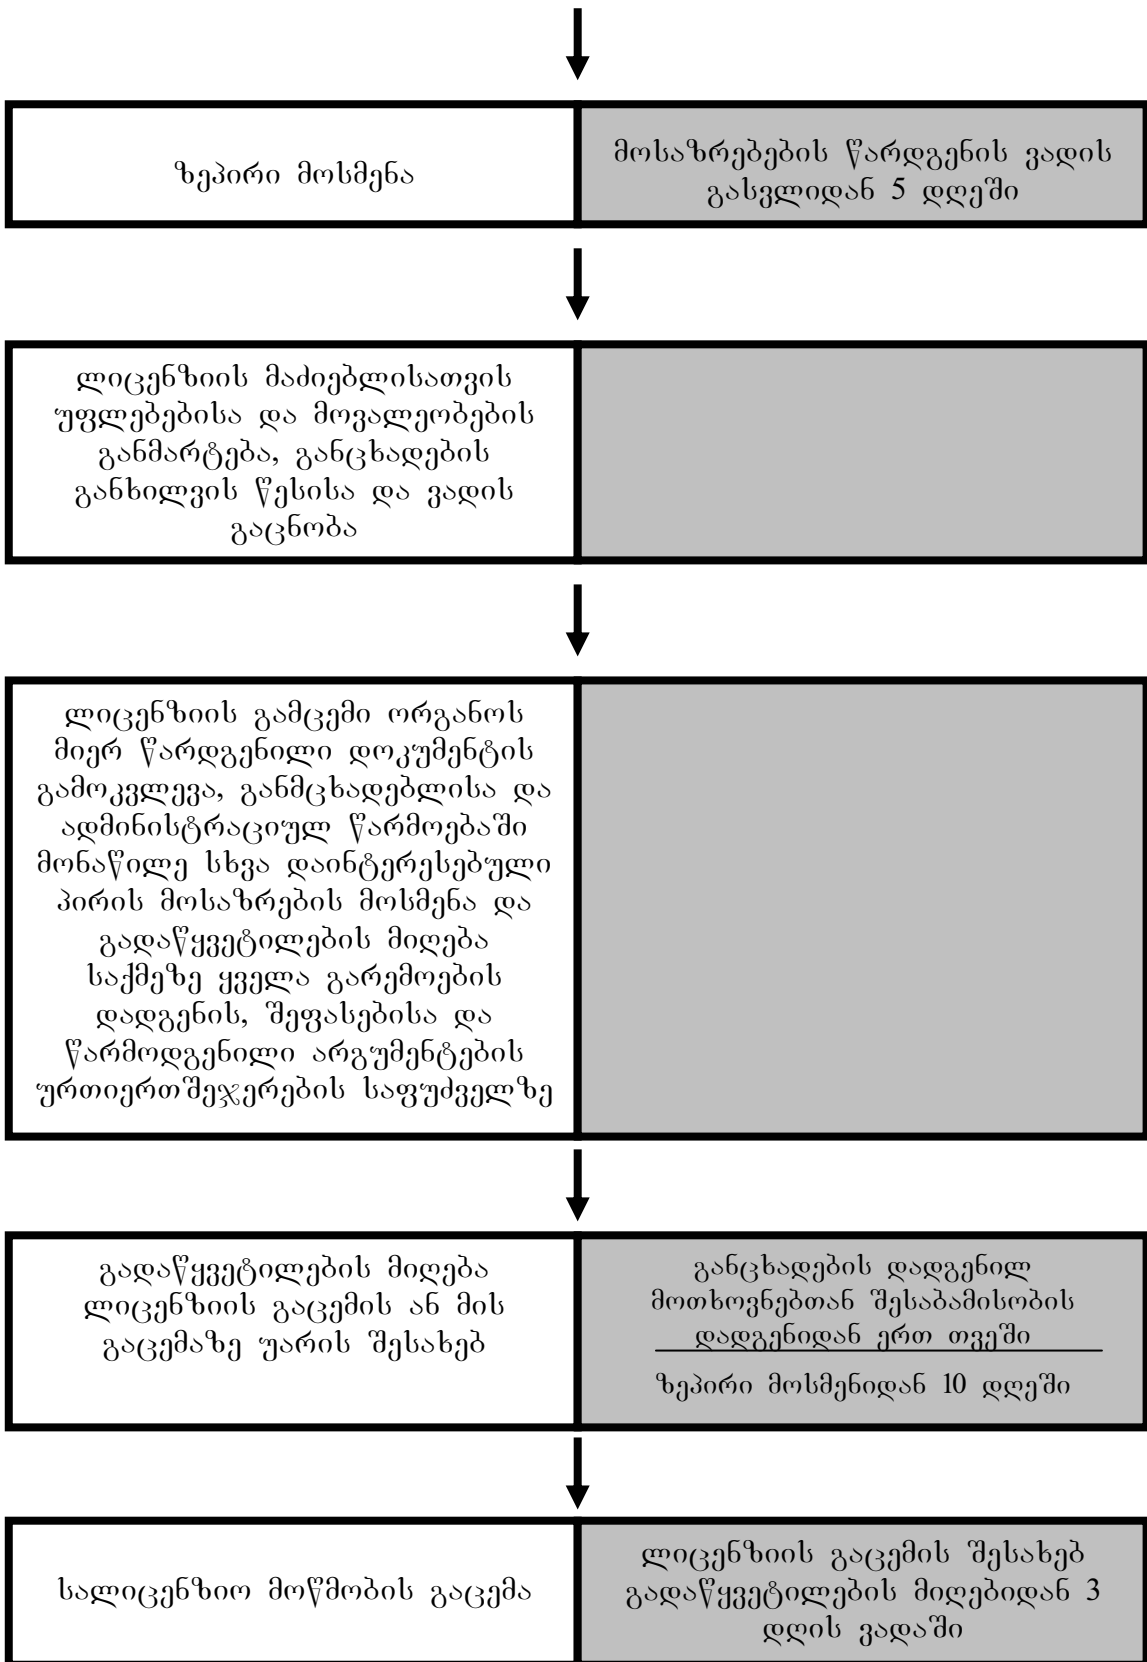 ზეპირი მოსმენა
მოსაზრებების წარდგენის ვადის
გასვლიდან 5 დღეში
ლიცენზიის მაძიებლისათვის
უფლებებისა და მოვალეობების
განმარტება, განცხადების
განხილვის წესისა და ვადის
გაცნობა
ლიცენზიის გამცემი ორგანოს
მიერ წარდგენილი დოკუმენტის
გამოკვლევა, განმცხადებლისა და
ადმინისტრაციულ წარმოებაში
მონაწილე სხვა დაინტერესებული
პირის მოსაზრების მოსმენა და
გადაწყვეტილების მიღება
საქმეზე ყველა გარემოების
დადგენის, შეფასებისა და
წარმოდგენილი არგუმენტების
ურთიერთშეჯერების საფუძველზე
გადაწყვეტილების მიღება
ლიცენზიის გაცემის ან მის
გაცემაზე უარის შესახებ
განცხადების დადგენილ
მოთხოვნებთან შესაბამისობის
დადგენიდან ერთ თვეში
ზეპირი მოსმენიდან 10 დღეში
სალიცენზიო მოწმობის გაცემა
ლიცენზიის გაცემის შესახებ
გადაწყვეტილების მიღებიდან 3
დღის ვადაში